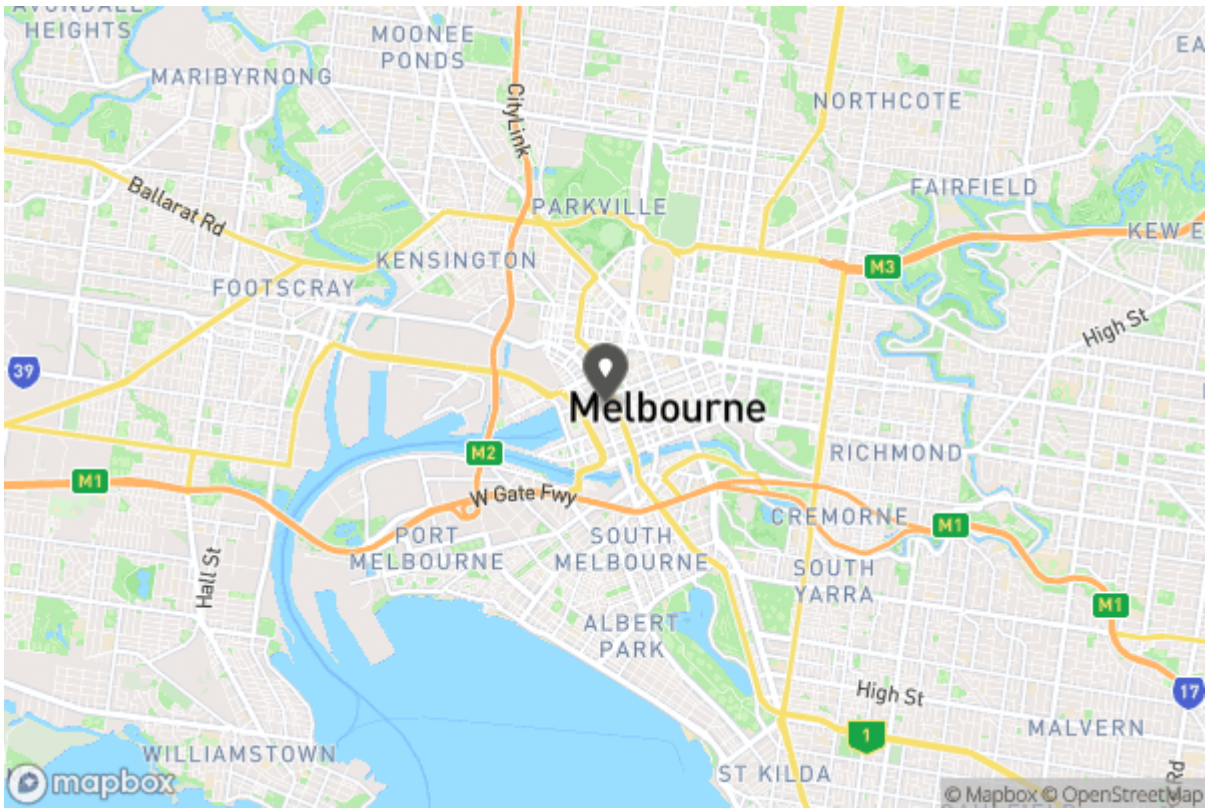 AVONDALE
HEIGHTS
MOONEE
PONDS
MARIBYRNONG
CityLink
NORTHCOTE
FAIRFIELD
Ballarat Rd
PARKVILLE
KEW E
KENSINGTON
M3
FOOTSCRAY
High St
39
Melbourne
RICHMOND
M2
M1
W Gate Fwy
CREMORNE
M1
PORT
MELBOURNE
SOUTH
MELBOURNE
Hall St
SOUTH
YARRA
M1
ALBERT
PARK
High St
17
MALVERN
1
WILLIAMSTOWN
ST KILDA
Rd
mapbox
© Mapbox © OpenStreetMap